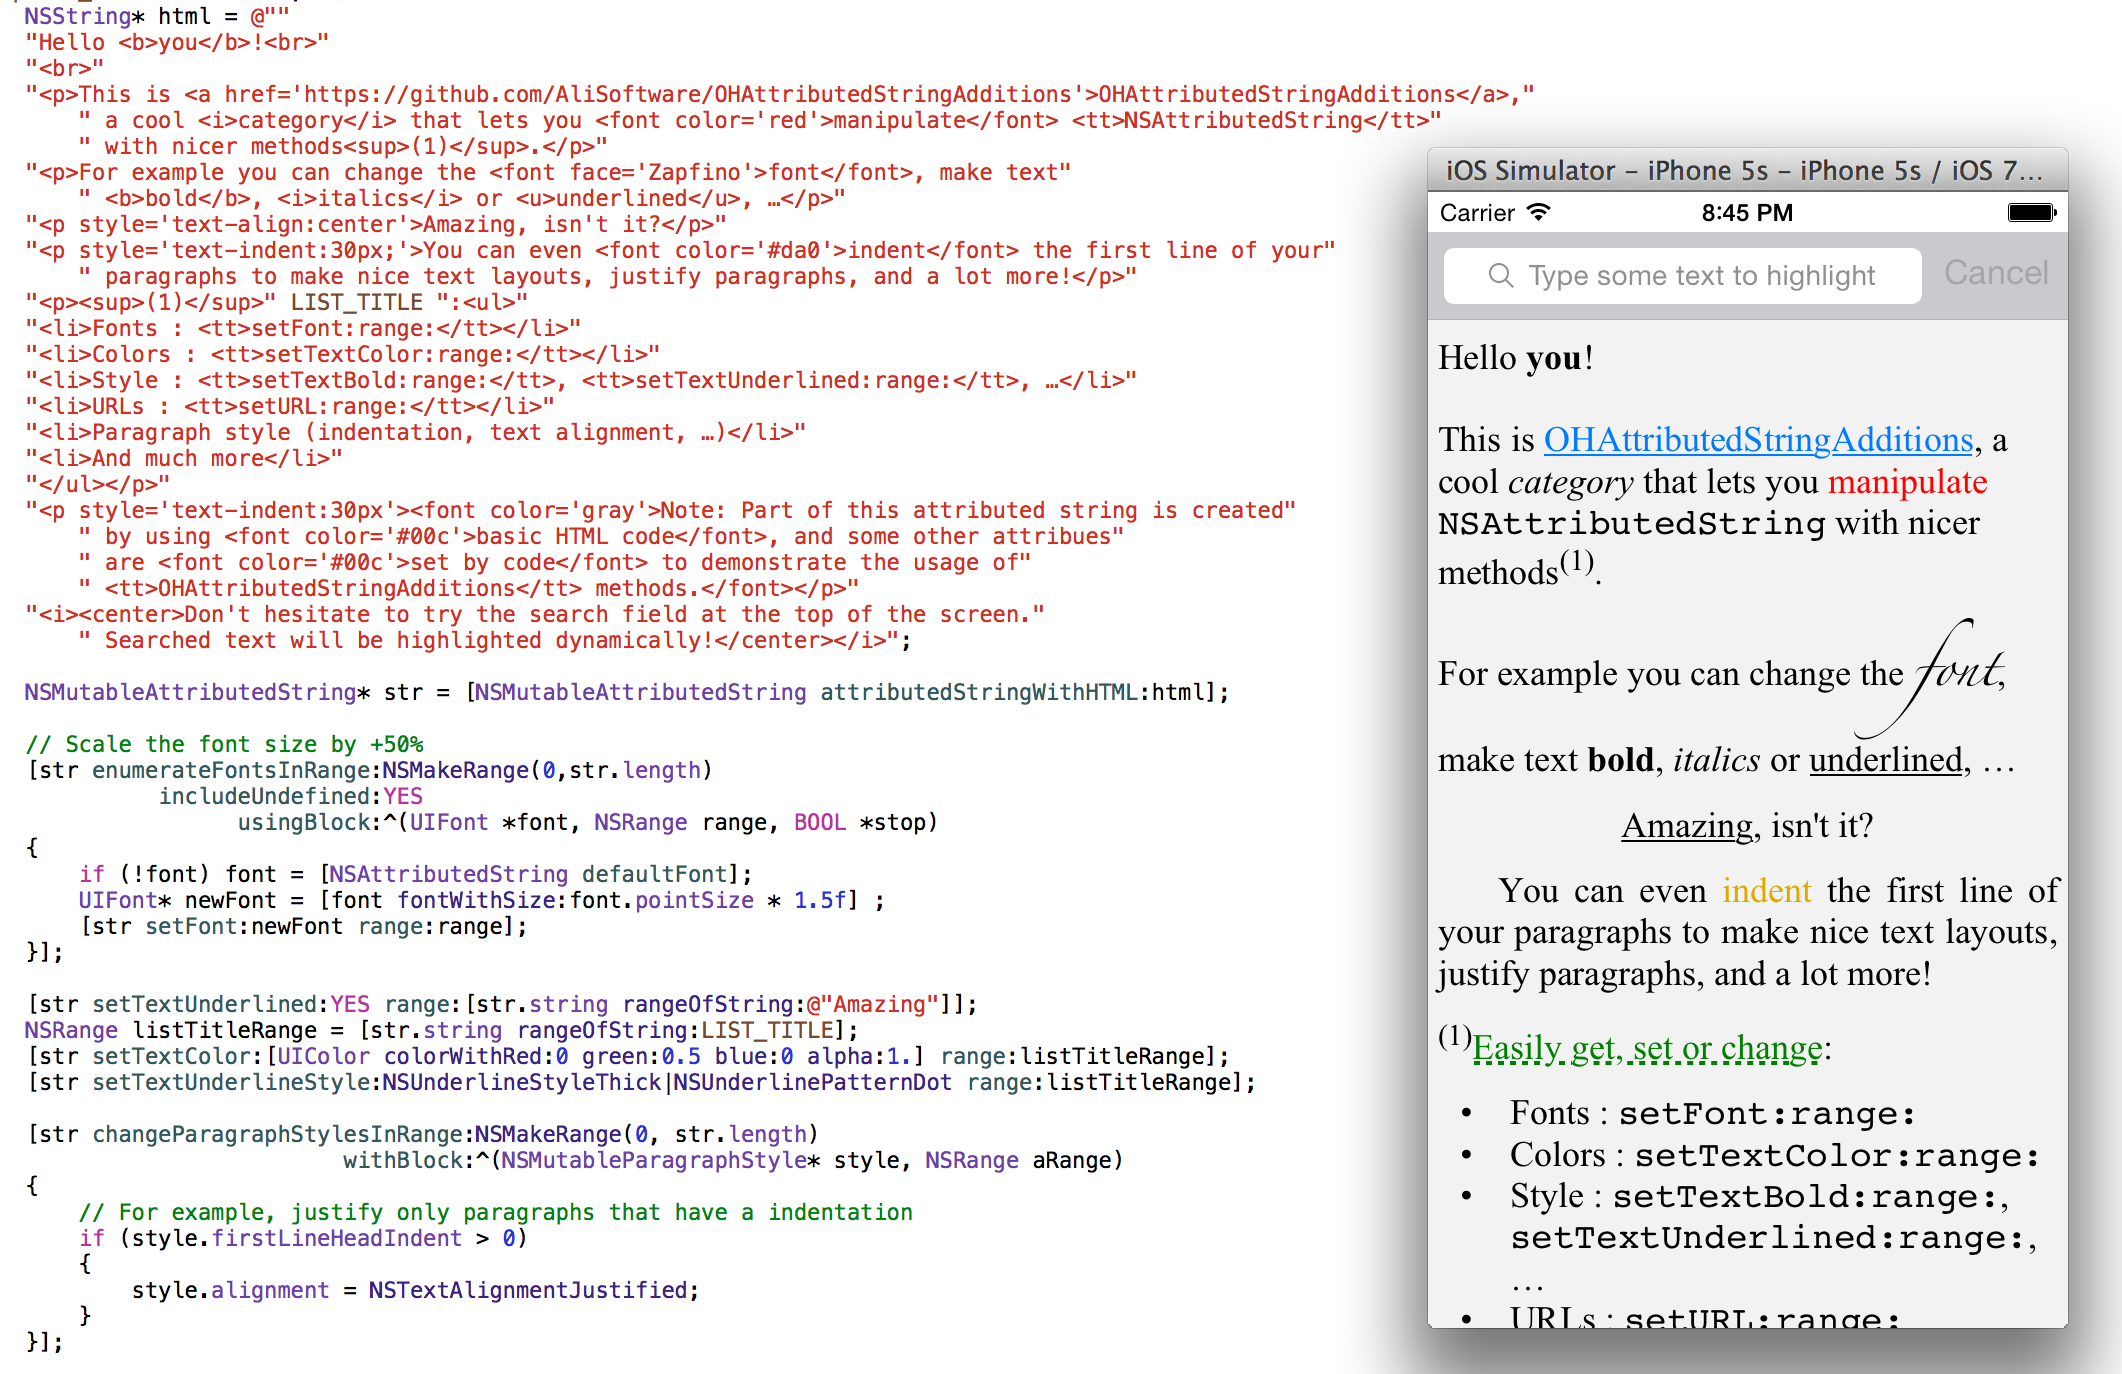 NSString* html = @""
"Hello <b>you</b>!<br>"
"<br>"
"<p>This is <a href='https://github.com/AliSoftware/OHAttributedStringAdditions'>OHAttributedStringAdditions</a>,"
    " a cool <i>category</i> that lets you <font color='red'>manipulate</font> <tt>NSAttributedString</tt>"
    " with nicer methods<sup>(1)</sup>.</p>"
"<p>For example you can change the <font face='Zapfino'>font</font>, make text"
    " <b>bold</b>, <i>italics</i> or <u>underlined</u>, …</p>"
"<p style='text-align:center'>Amazing, isn't it?</p>"
"<p style='text-indent:30px;'>You can even <font color='#da0'>indent</font> the first line of your"
    " paragraphs to make nice text layouts, justify paragraphs, and a lot more!</p>"
"<p><sup>(1)</sup>" LIST_TITLE ":<ul>"
"<li>Fonts : <tt>setFont:range:</tt></li>"
"<li>Colors : <tt>setTextColor:range:</tt></li>"
"<li>Style : <tt>setTextBold:range:</tt>, <tt>setTextUnderlined:range:</tt>, …</li>"
"<li>URLs : <tt>setURL:range:</tt></li>"
"<li>Paragraph style (indentation, text alignment, …)</li>"
"<li>And much more</li>"
"</ul></p>"
"<p style='text-indent:30px'><font color='gray'>Note: Part of this attributed string is created"
    " by using <font color='#00c'>basic HTML code</font>, and some other attribues"
    " are <font color='#00c'>set by code</font> to demonstrate the usage of"
    " <tt>OHAttributedStringAdditions</tt> methods.</font></p>"
"<i><center>Don't hesitate to try the search field at the top of the screen."
    " Searched text will be highlighted dynamically!</center></i>";
NSMutableAttributedString* str = [NSMutableAttributedString attributedStringWithHTML:html];
// Scale the font size by +50%
[str enumerateFontsInRange:NSMakeRange(0,str.length)
          includeUndefined:YES
                usingBlock:^(UIFont *font, NSRange range, BOOL *stop)
{
    if (!font) font = [NSAttributedString defaultFont];
    UIFont* newFont = [font fontWithSize:font.pointSize * 1.5f] ;
    [str setFont:newFont range:range];
}];
[str setTextUnderlined:YES range:[str.string rangeOfString:@"Amazing"]];
NSRange listTitleRange = [str.string rangeOfString:LIST_TITLE];
[str setTextColor:[UIColor colorWithRed:0 green:0.5 blue:0 alpha:1.] range:listTitleRange];
[str setTextUnderlineStyle:NSUnderlineStyleThick|NSUnderlinePatternDot range:listTitleRange];
[str changeParagraphStylesInRange:NSMakeRange(0, str.length)
                        withBlock:^(NSMutableParagraphStyle* style, NSRange aRange)
{
    // For example, justify only paragraphs that have a indentation
    if (style.firstLineHeadIndent > 0)
    {
        style.alignment = NSTextAlignmentJustified;
    }
}];
iOS Simulator – iPhone 5s – iPhone 5s / iOS 7…
Carrier 8:45 PM
Type some text to highlight Cancel
Hello you!
This is OHAttributedStringAdditions, a
cool category that lets you manipulate
NSAttributedString with nicer
methods(1).
For example you can change the font,
make text bold, italics or underlined, …
Amazing, isn't it?
You can even indent the first line of
your paragraphs to make nice text layouts,
justify paragraphs, and a lot more!
(1)Easily get, set or change:
• Fonts : setFont:range:
• Colors : setTextColor:range:
• Style : setTextBold:range:,
setTextUnderlined:range:,
…
• URLs : setURL:range: